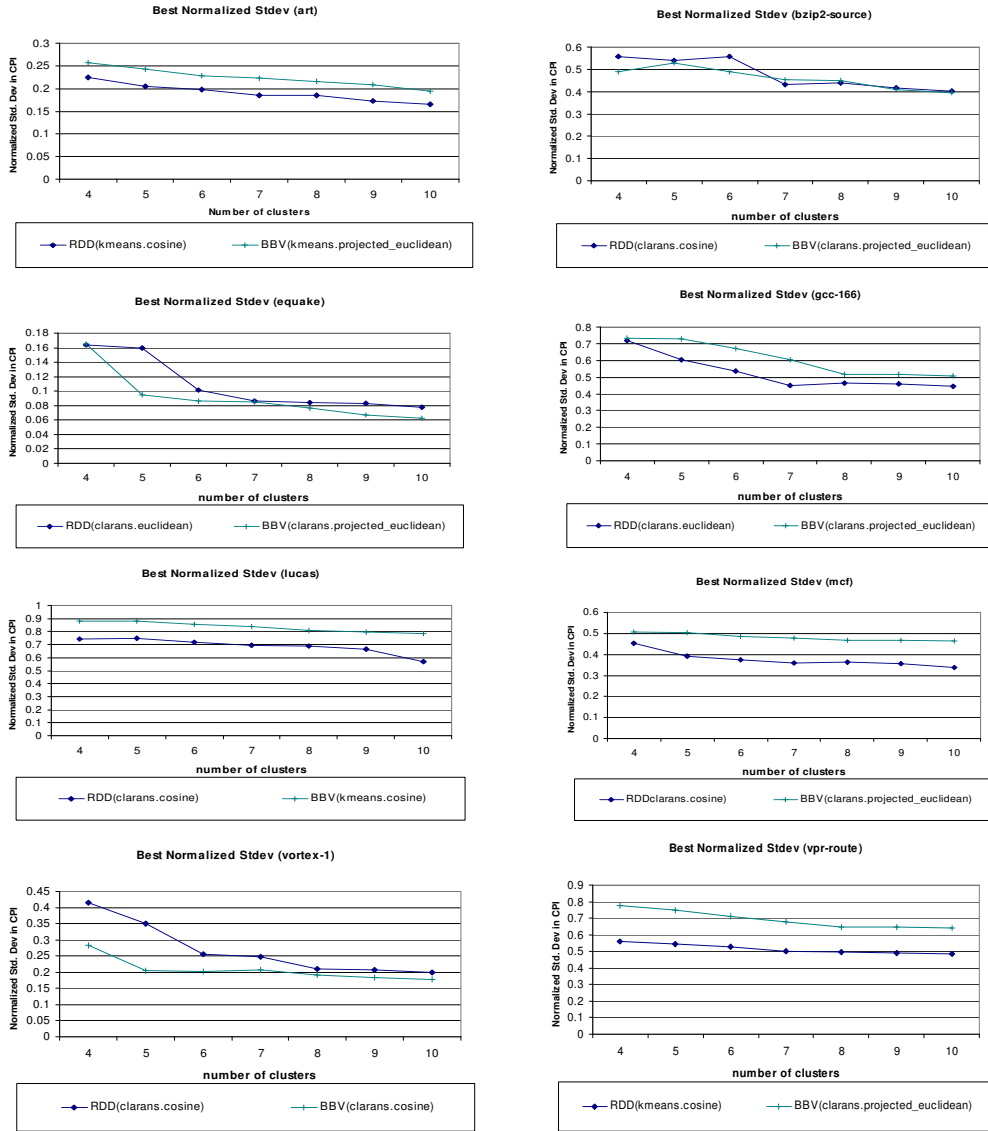 Best Normalized Stdev (art)
Normalized Std. Dev in CPI
0.3
0.25
0.2
0.15
0.1
0.05
0
4 5 6 7 8 9 10
Number of clusters
RDD(kmeans.cosine) BBV(kmeans.projected_euclidean)
Best Normalized Stdev (bzip2-source)
Normalized Std. Dev in CPI
0.6
0.5
0.4
0.3
0.2
0.1
0
4 5 6 7 8 9 10
number of clusters
RDD(clarans.cosine) BBV(clarans.projected_euclidean)
Best Normalized Stdev (equake)
Normalized Std. Dev in CPI
0.18
0.16
0.14
0.12
0.1
0.08
0.06
0.04
0.02
0
4 5 6 7 8 9 10
number of clusters
RDD(clarans.euclidean) BBV(clarans.projected_euclidean)
Best Normalized Stdev (gcc-166)
Normalized Std. Dev in CPI
0.8
0.7
0.6
0.5
0.4
0.3
0.2
0.1
0
4 5 6 7 8 9 10
number of clusters
RDD(clarans.euclidean) BBV(clarans.projected_euclidean)
Best Normalized Stdev (lucas)
Normalized Std. Dev in CPI
1
0.9
0.8
0.7
0.6
0.5
0.4
0.3
0.2
0.1
0
4 5 6 7 8 9 10
number of clusters
RDD(clarans.cosine) BBV(kmeans.cosine)
Best Normalized Stdev (mcf)
Normalized Std. Dev in CPI
0.6
0.5
0.4
0.3
0.2
0.1
0
4 5 6 7 8 9 10
number of clusters
RDDclarans.cosine) BBV(clarans.projected_euclidean)
Best Normalized Stdev (vortex-1)
Normalized Std. Dev in CPI
0.45
0.4
0.35
0.3
0.25
0.2
0.15
0.1
0.05
0
4 5 6 7 8 9 10
number of clusters
RDD(clarans.cosine) BBV(clarans.cosine)
Best Normalized Stdev (vpr-route)
Normalized Std. Dev in CPI
0.9
0.8
0.7
0.6
0.5
0.4
0.3
0.2
0.1
0
4 5 6 7 8 9 10
number of clusters
RDD(kmeans.cosine) BBV(clarans.projected_euclidean)